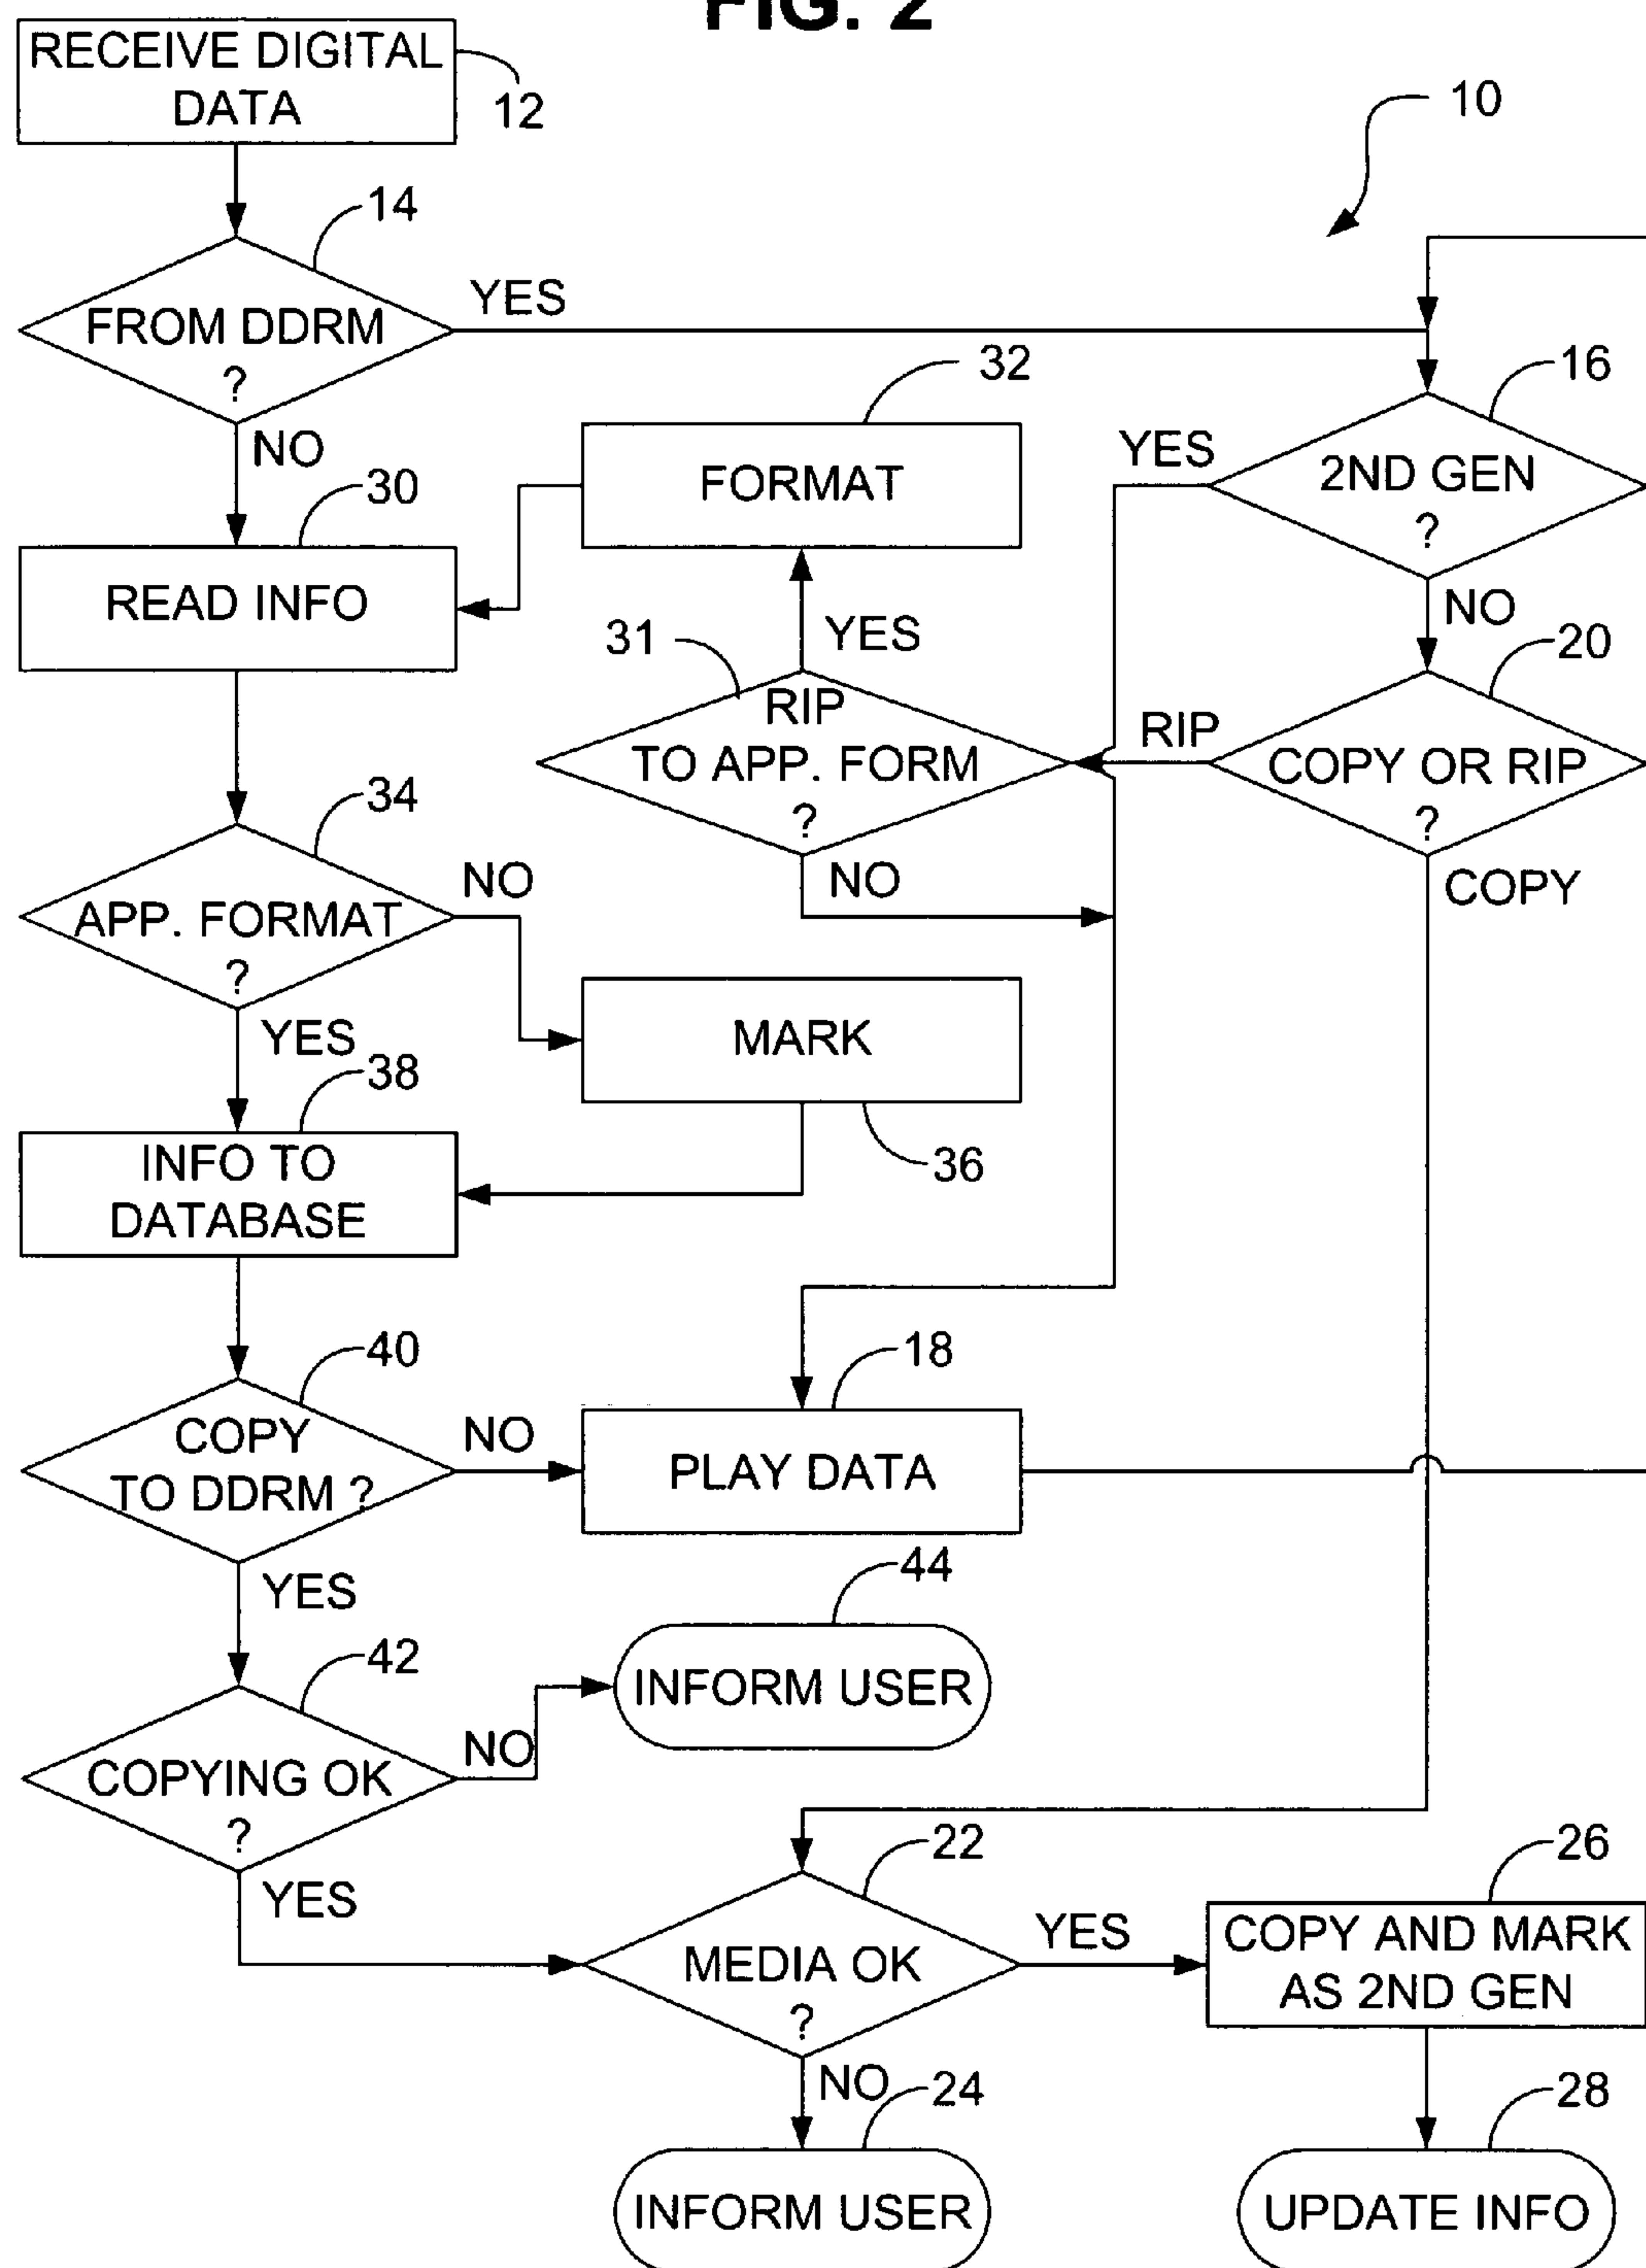 FIG. 2
RECEIVE DIGITAL
DATA
12
10
14
FROM DDRM
?
YES
NO
16
2ND GEN
?
YES
NO
32
FORMAT
30
READ INFO
31
RIP
TO APP. FORM
?
YES
NO
RIP
20
COPY OR RIP
?
COPY
34
APP. FORMAT
?
NO
YES
MARK
36
38
INFO TO
DATABASE
40
COPY
TO DDRM ?
NO
YES
18
PLAY DATA
44
INFORM USER
42
COPYING OK
?
NO
YES
22
MEDIA OK
?
YES
NO
26
COPY AND MARK
AS 2ND GEN
24
INFORM USER
28
UPDATE INFO